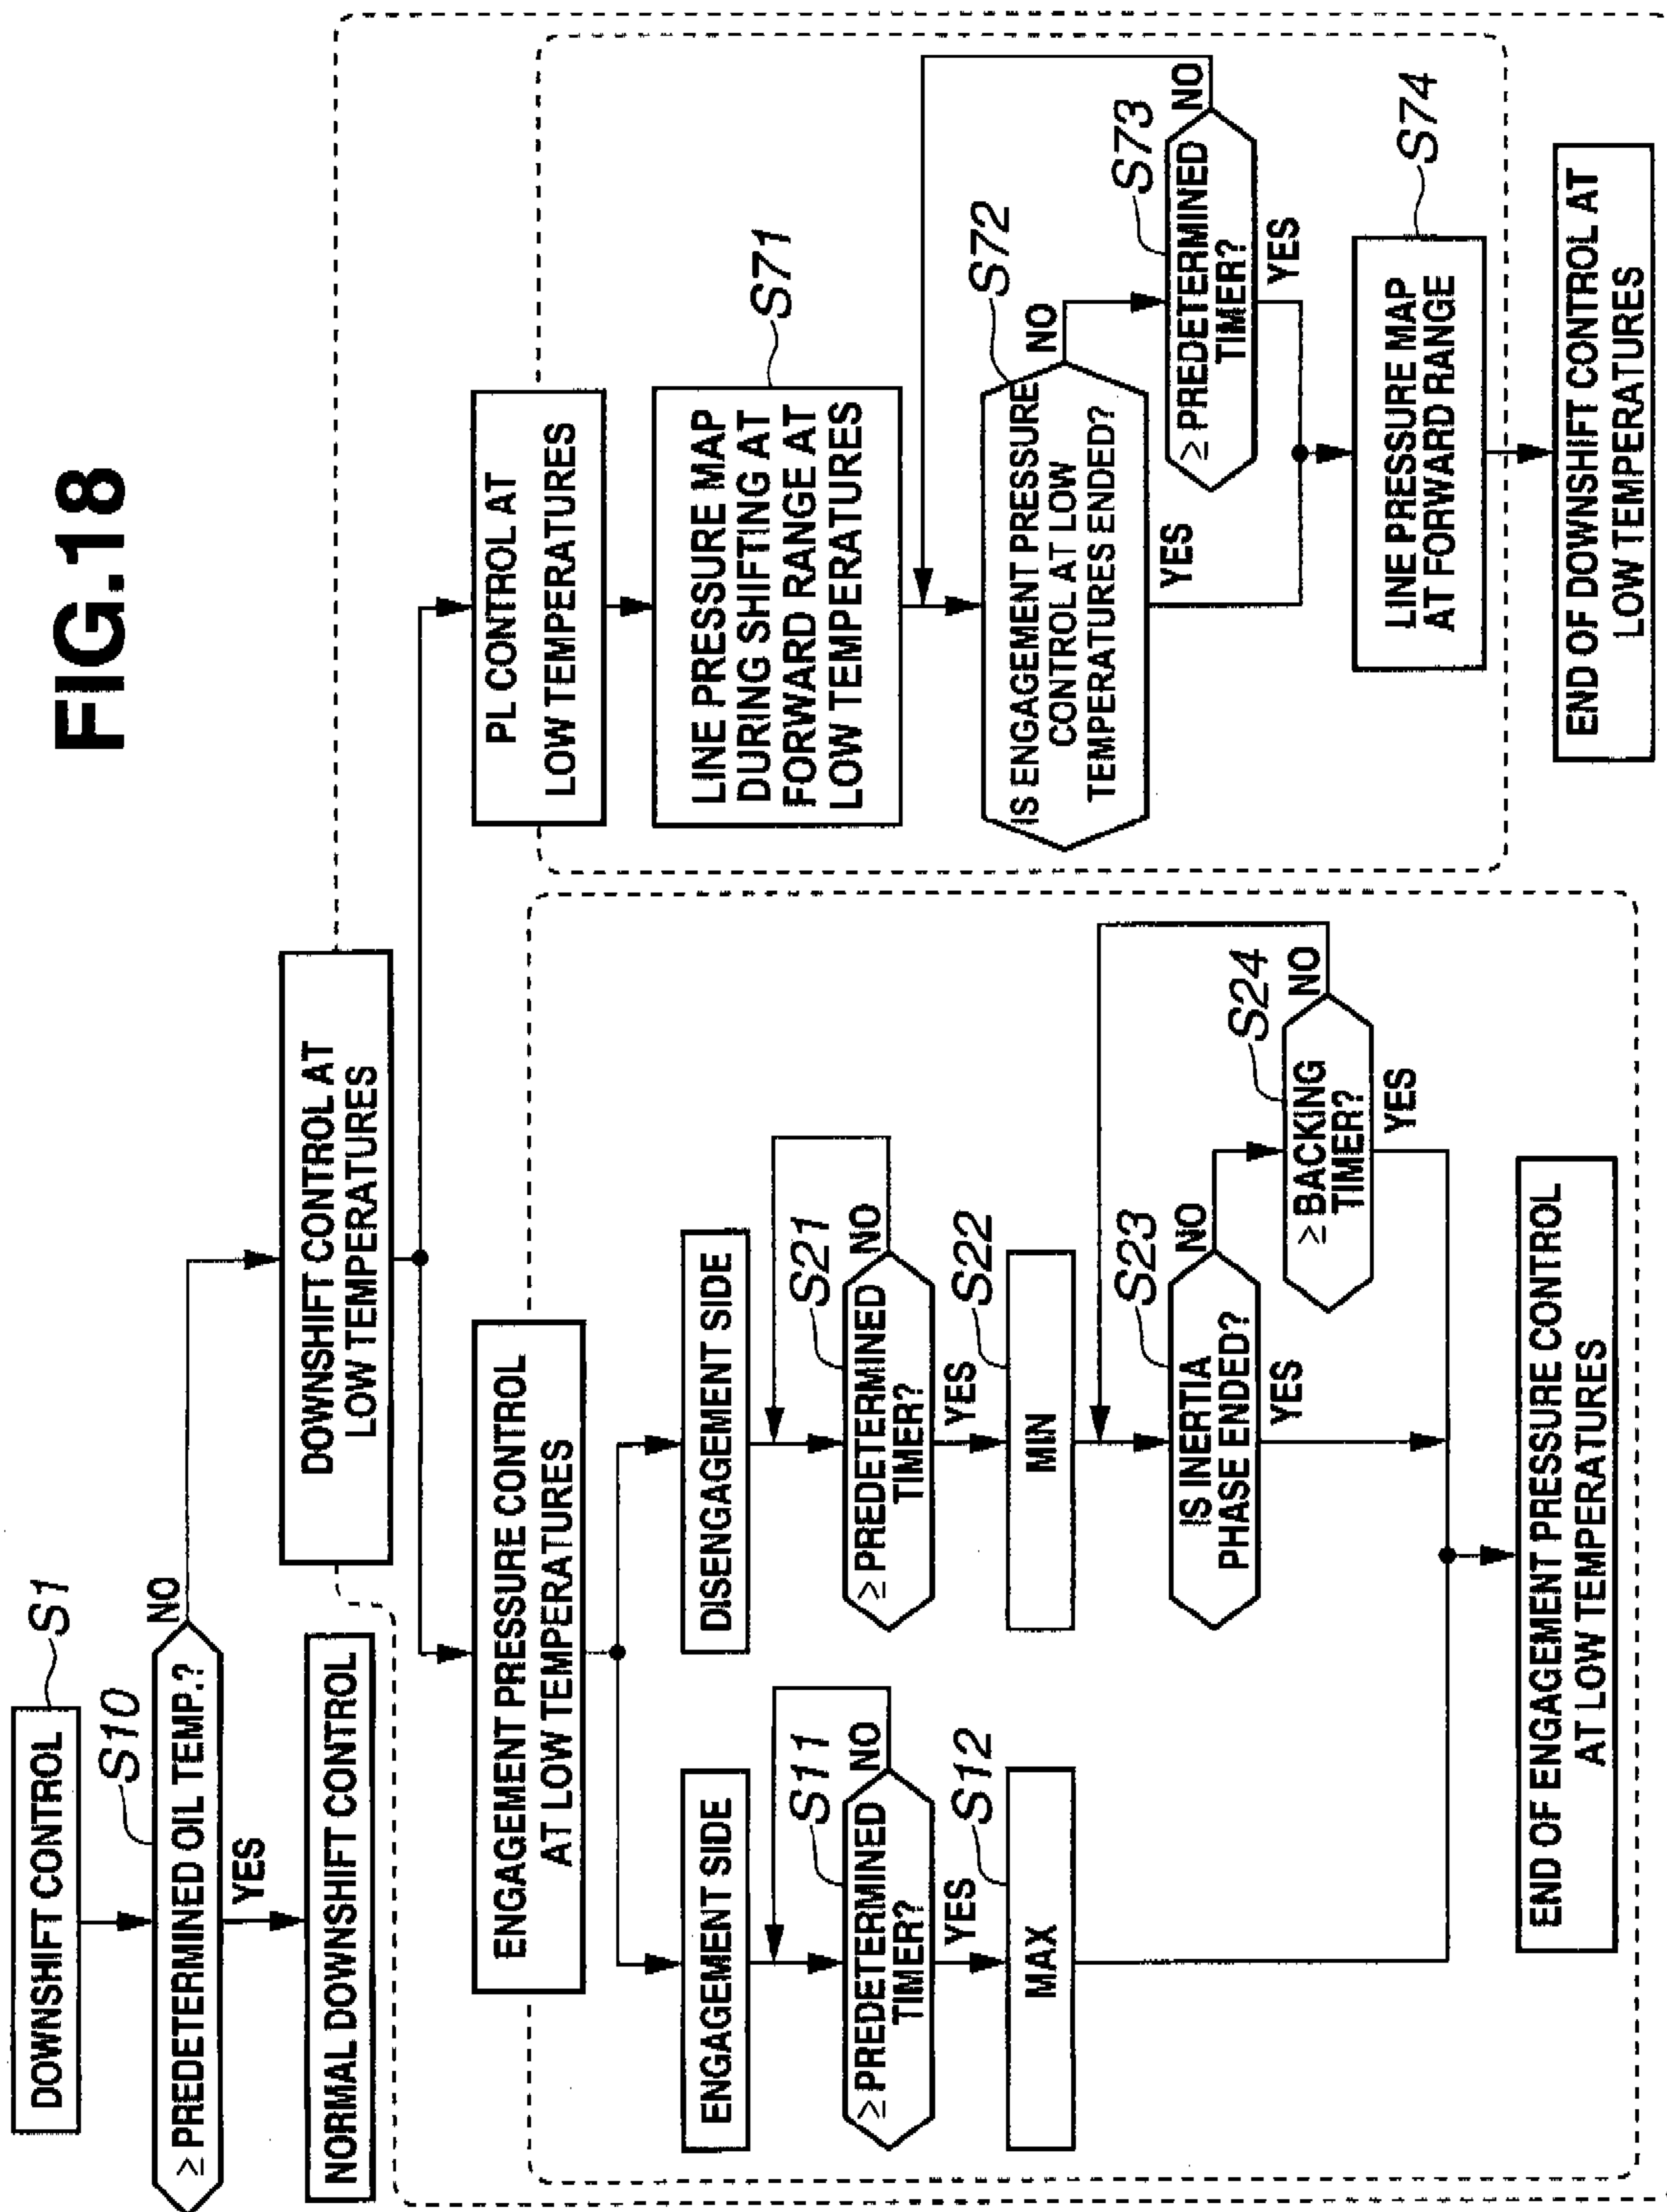 FIG.18
DOWNSHIFT CONTROL
S1
S10
≥ PREDETERMINED OIL TEMP.?
NO
YES
NORMAL DOWNSHIFT CONTROL
DOWNSHIFT CONTROL AT
LOW TEMPERATURES
ENGAGEMENT PRESSURE CONTROL
AT LOW TEMPERATURES
ENGAGEMENT SIDE
S11
≥ PREDETERMINED
TIMER?
NO
YES
S12
MAX
DISENGAGEMENT SIDE
S21
≥ PREDETERMINED
TIMER?
NO
YES
S22
MIN
S23
IS INERTIA
PHASE ENDED?
NO
YES
S24
≥ BACKING
TIMER?
NO
YES
END OF ENGAGEMENT PRESSURE CONTROL
AT LOW TEMPERATURES
PL CONTROL AT
LOW TEMPERATURES
LINE PRESSURE MAP
DURING SHIFTING AT
FORWARD RANGE AT
LOW TEMPERATURES
S71
S72
IS ENGAGEMENT PRESSURE
CONTROL AT LOW
TEMPERATURES ENDED?
NO
YES
S73
≥ PREDETERMINED
TIMER?
NO
YES
LINE PRESSURE MAP
AT FORWARD RANGE
S74
END OF DOWNSHIFT CONTROL AT
LOW TEMPERATURES